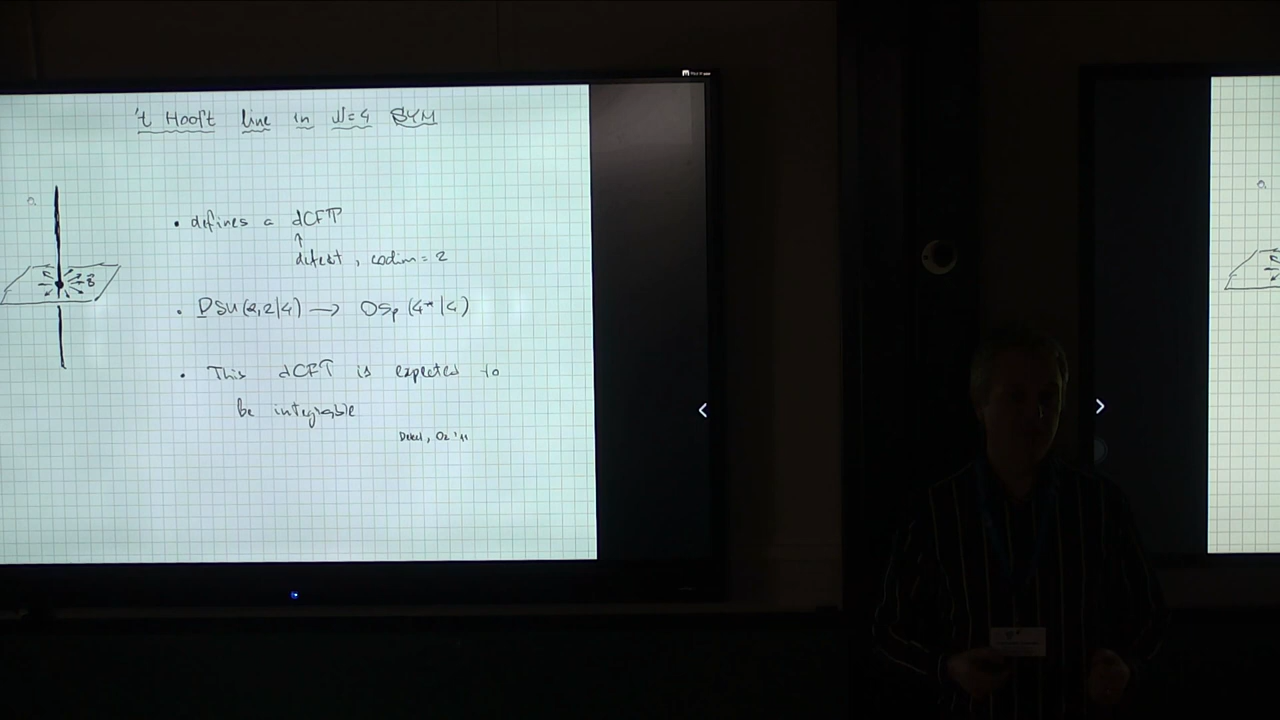 't Hooft line in N=4 SYM
• defines a dCFT
↑
defect, codim = 2
B
• PSU(2,2|4) → OSp(4*|4)
• This dCFT is expected to
be integrable
Dekel, Oz '11